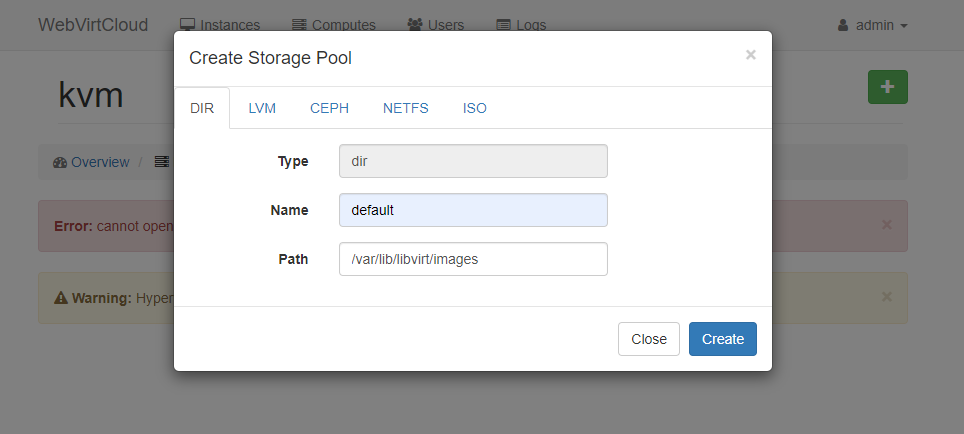 WebVirtCloud Instances Computes Users Logs admin
Create Storage Pool ×
kvm
DIR LVM CEPH NETFS ISO
Overview /
Type dir
Name default
Error: cannot open ×
Path /var/lib/libvirt/images
Warning: Hyper ×
Close Create